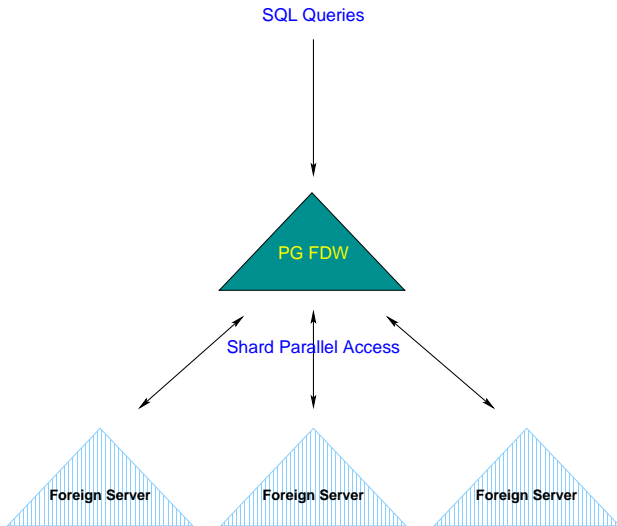 SQL Queries
PG FDW
Shard Parallel Access
Foreign Server
Foreign Server
Foreign Server